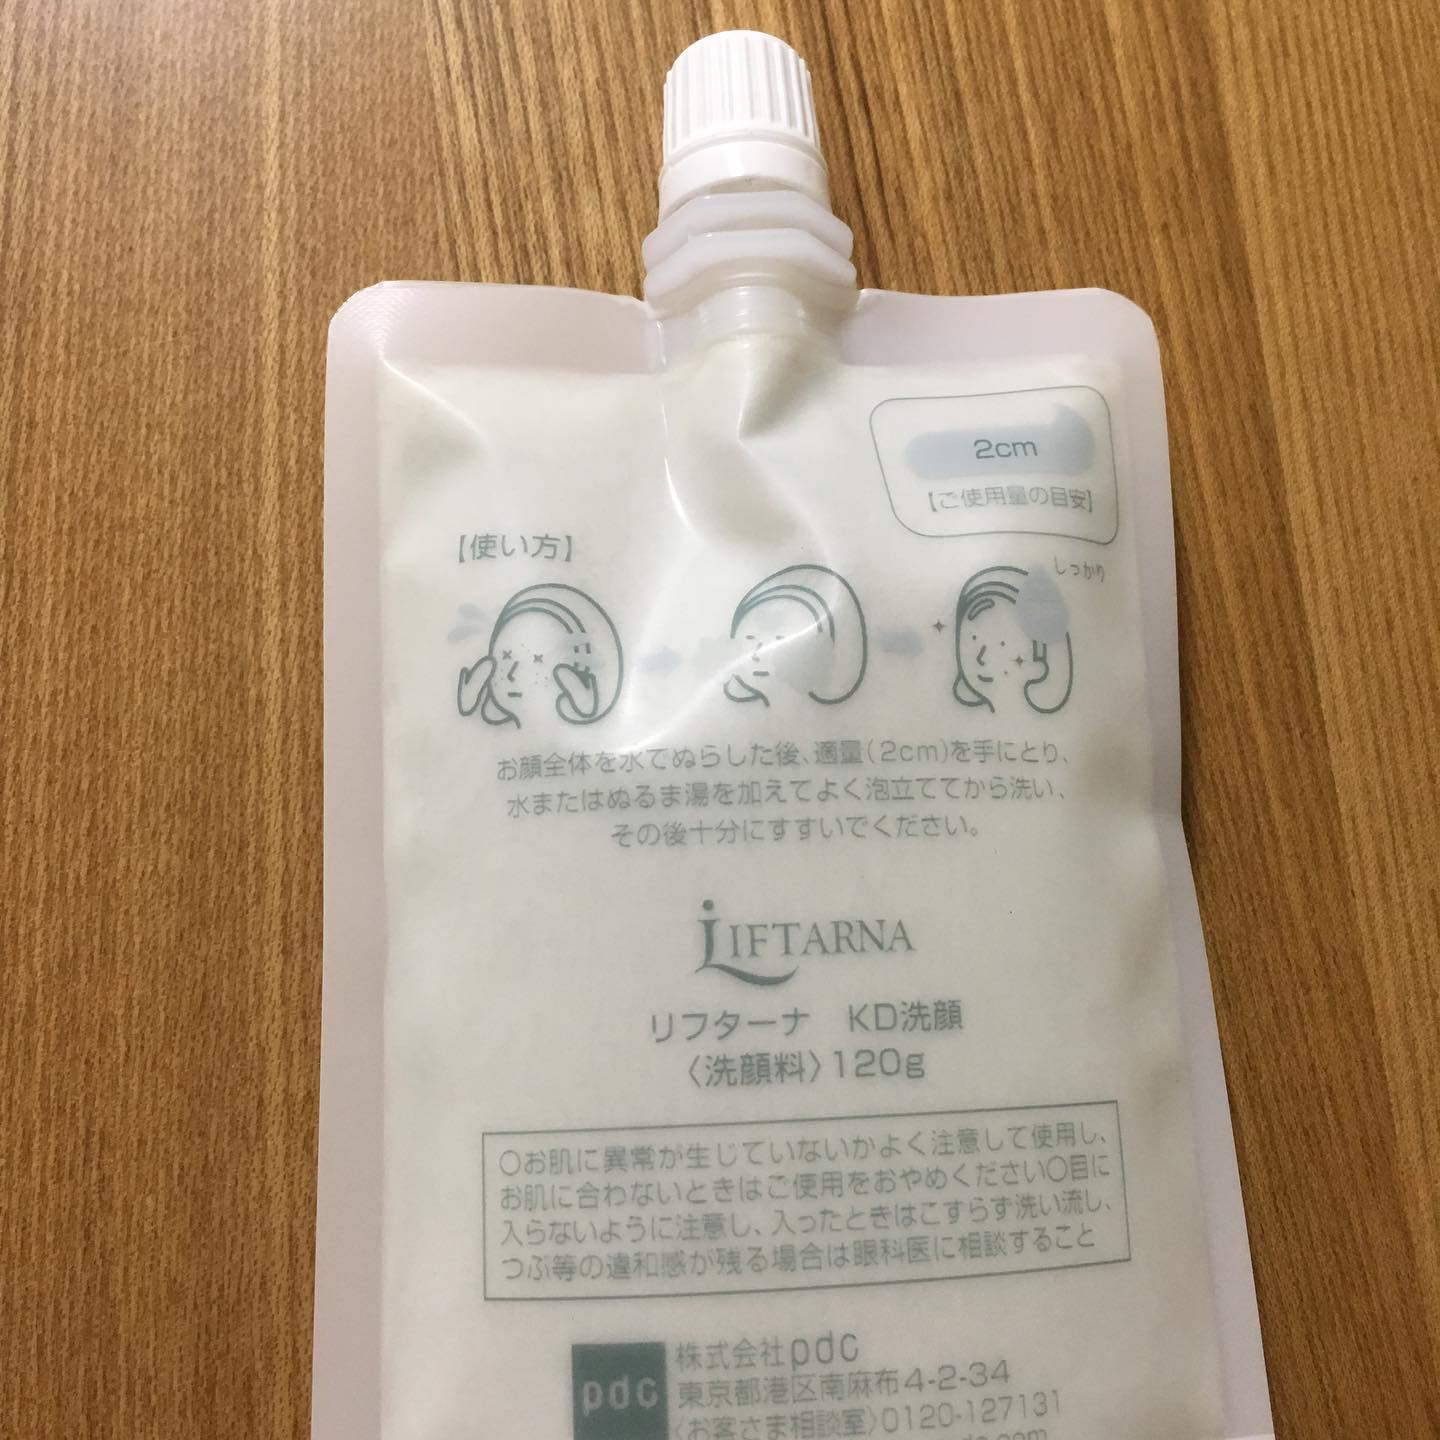 2cm
【ご使用量の目安】
【使い方】
しっかり
お顔全体を水でぬらした後、適量(2cm)を手にとり、
水またはぬるま湯を加えてよく泡立ててから洗い、
その後十分にすすいでください。
LIFTARNA
リフターナ KD洗顔
〈洗顔料〉120g
〇お肌に異常が生じていないかよく注意して使用し、
お肌に合わないときはご使用をおやめください〇目に
入らないように注意し、入ったときはこすらず洗い流し、
つぶ等の違和感が残る場合は眼科医に相談すること
pdc
株式会社pdc
東京都港区南麻布4-2-34
〈お客さま相談室〉0120-127131